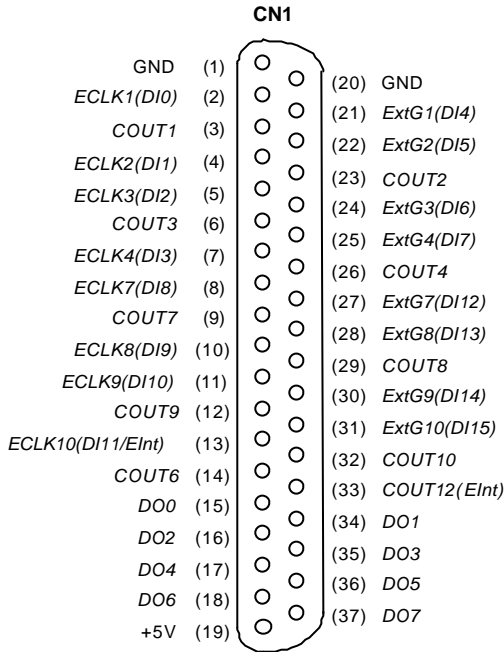 CN1
GND (1)
ECLK1(DI0) (2)
COUT1 (3)
ECLK2(DI1) (4)
ECLK3(DI2) (5)
COUT3 (6)
ECLK4(DI3) (7)
ECLK7(DI8) (8)
COUT7 (9)
ECLK8(DI9) (10)
ECLK9(DI10) (11)
COUT9 (12)
ECLK10(DI11/EInt) (13)
COUT6 (14)
DO0 (15)
DO2 (16)
DO4 (17)
DO6 (18)
+5V (19)
(20) GND
(21) ExtG1(DI4)
(22) ExtG2(DI5)
(23) COUT2
(24) ExtG3(DI6)
(25) ExtG4(DI7)
(26) COUT4
(27) ExtG7(DI12)
(28) ExtG8(DI13)
(29) COUT8
(30) ExtG9(DI14)
(31) ExtG10(DI15)
(32) COUT10
(33) COUT12(EInt)
(34) DO1
(35) DO3
(36) DO5
(37) DO7